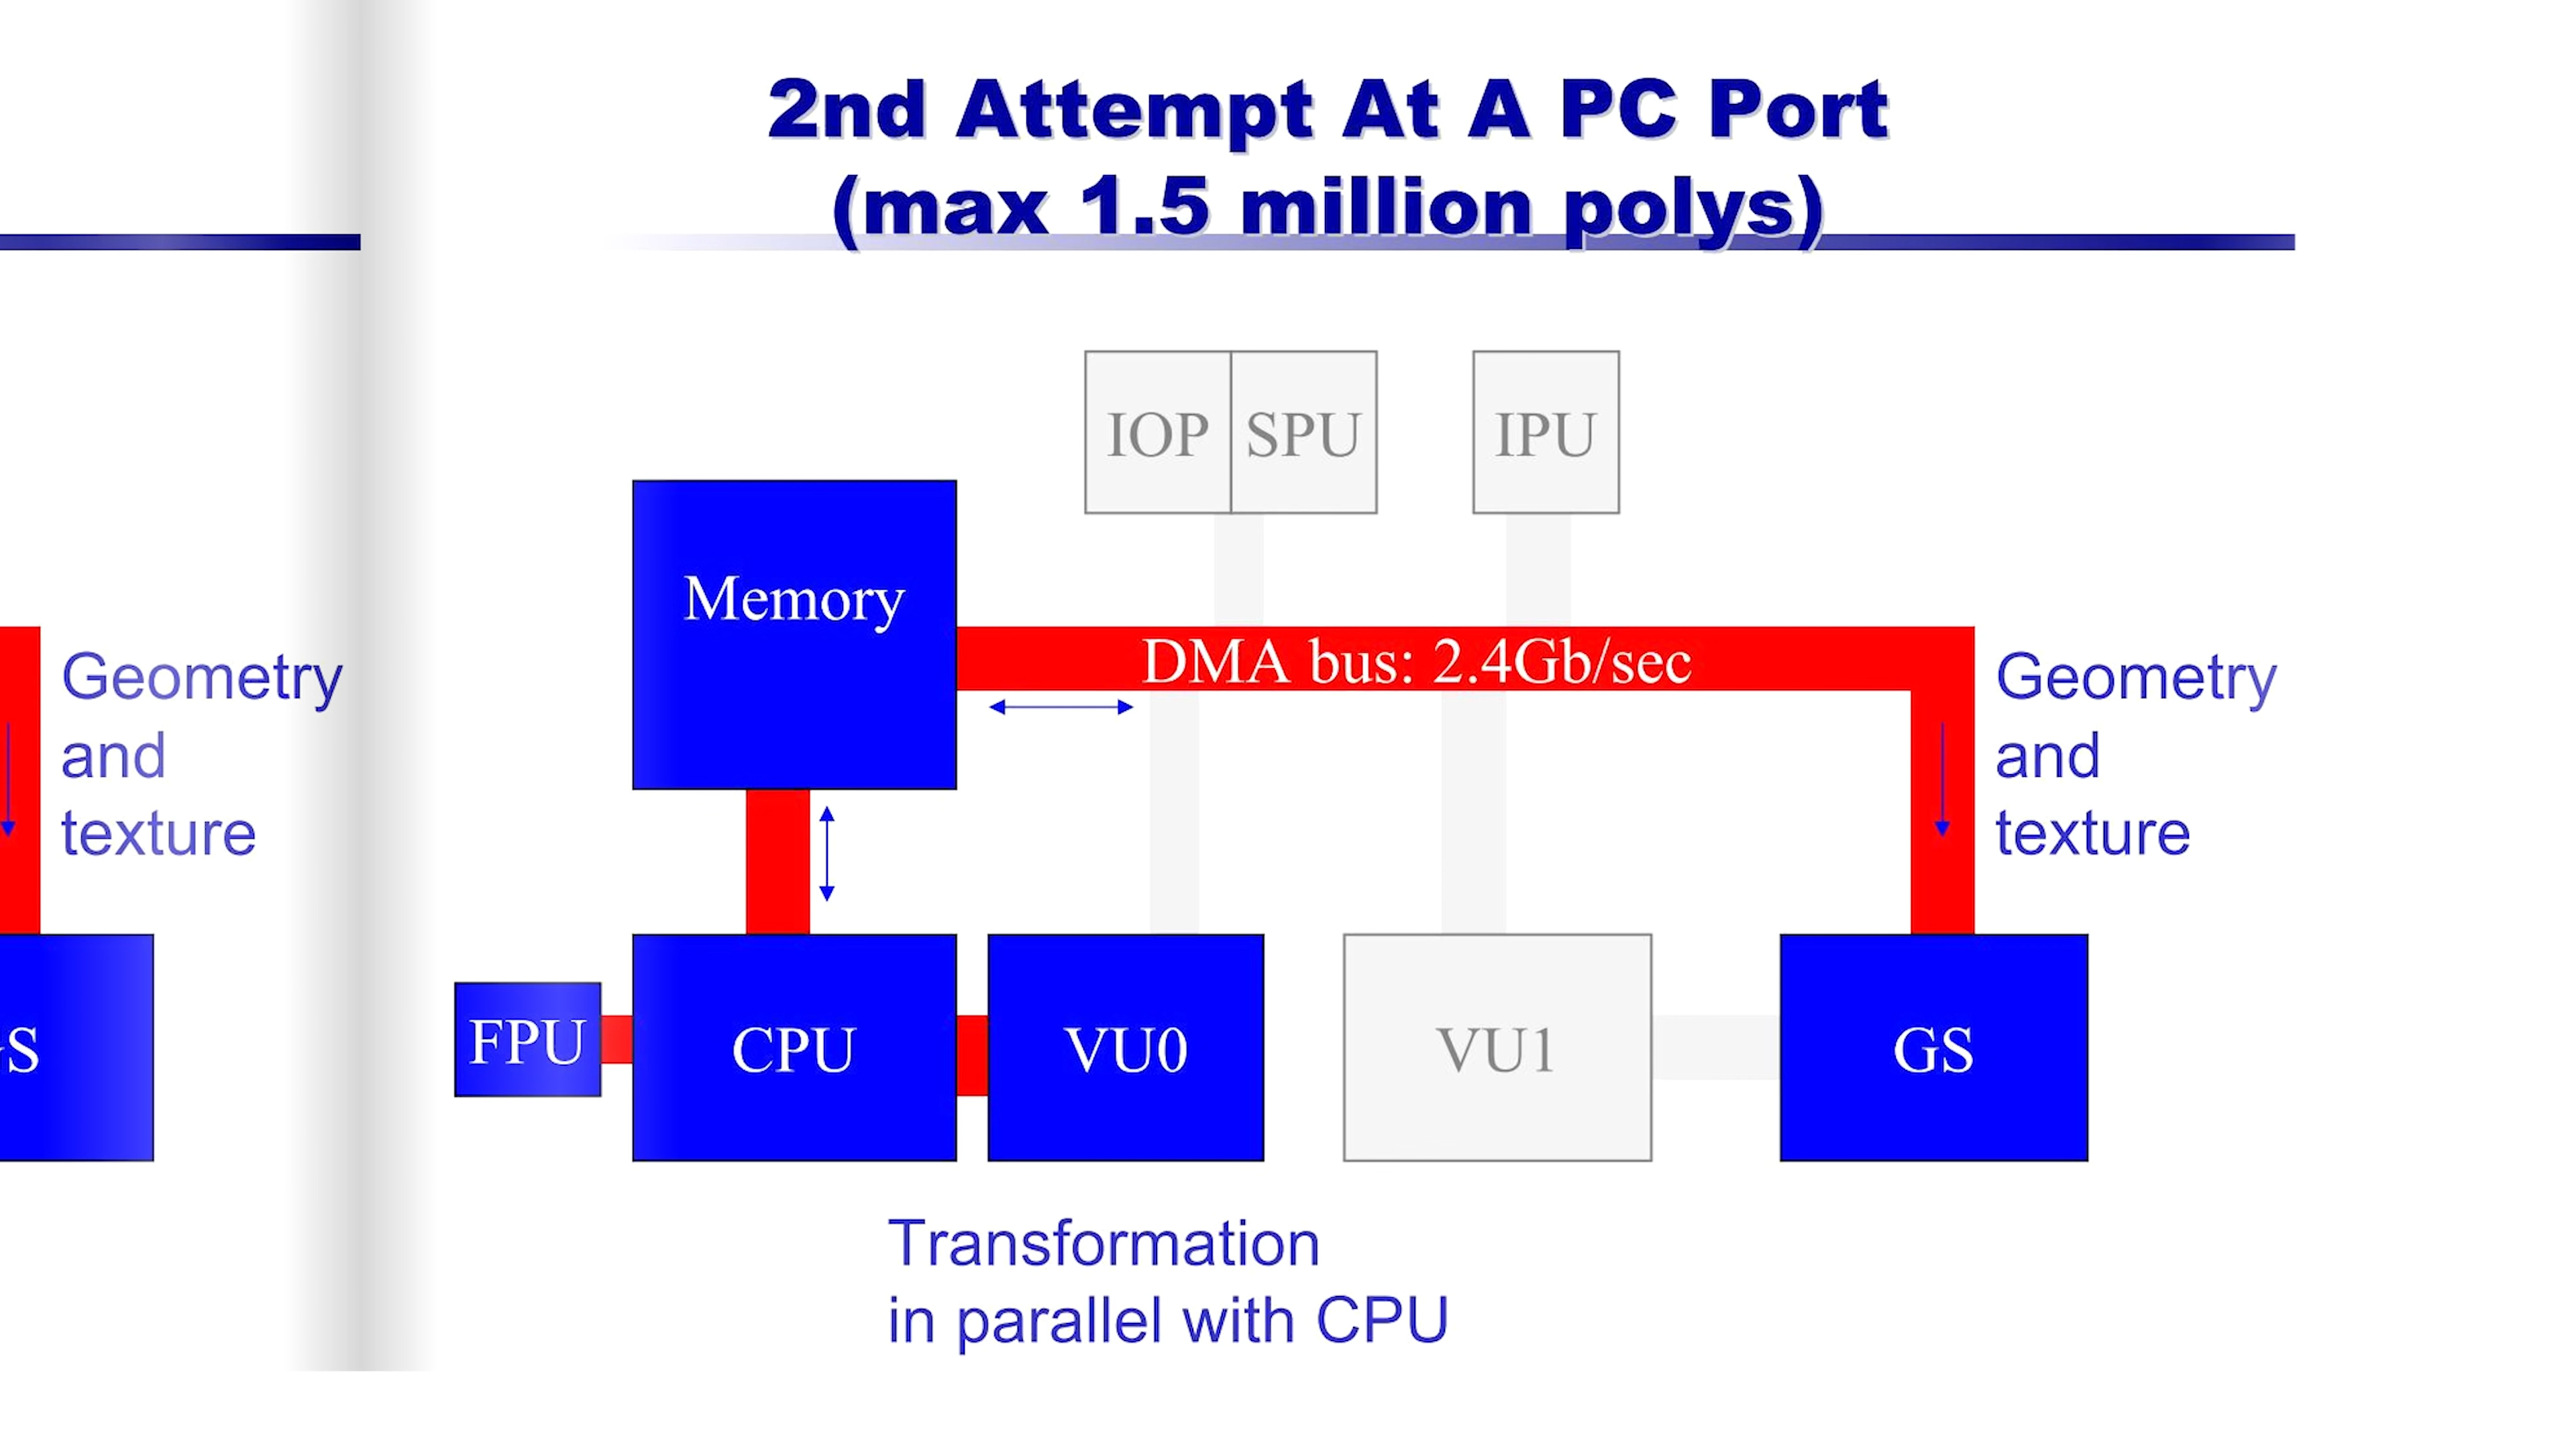 2nd Attempt At A PC Port
(max 1.5 million polys)
IOP SPU IPU
Memory
DMA bus: 2.4Gb/sec
Geometry
and
texture
Geometry
and
texture
FPU CPU VU0 VU1 GS
Transformation
in parallel with CPU